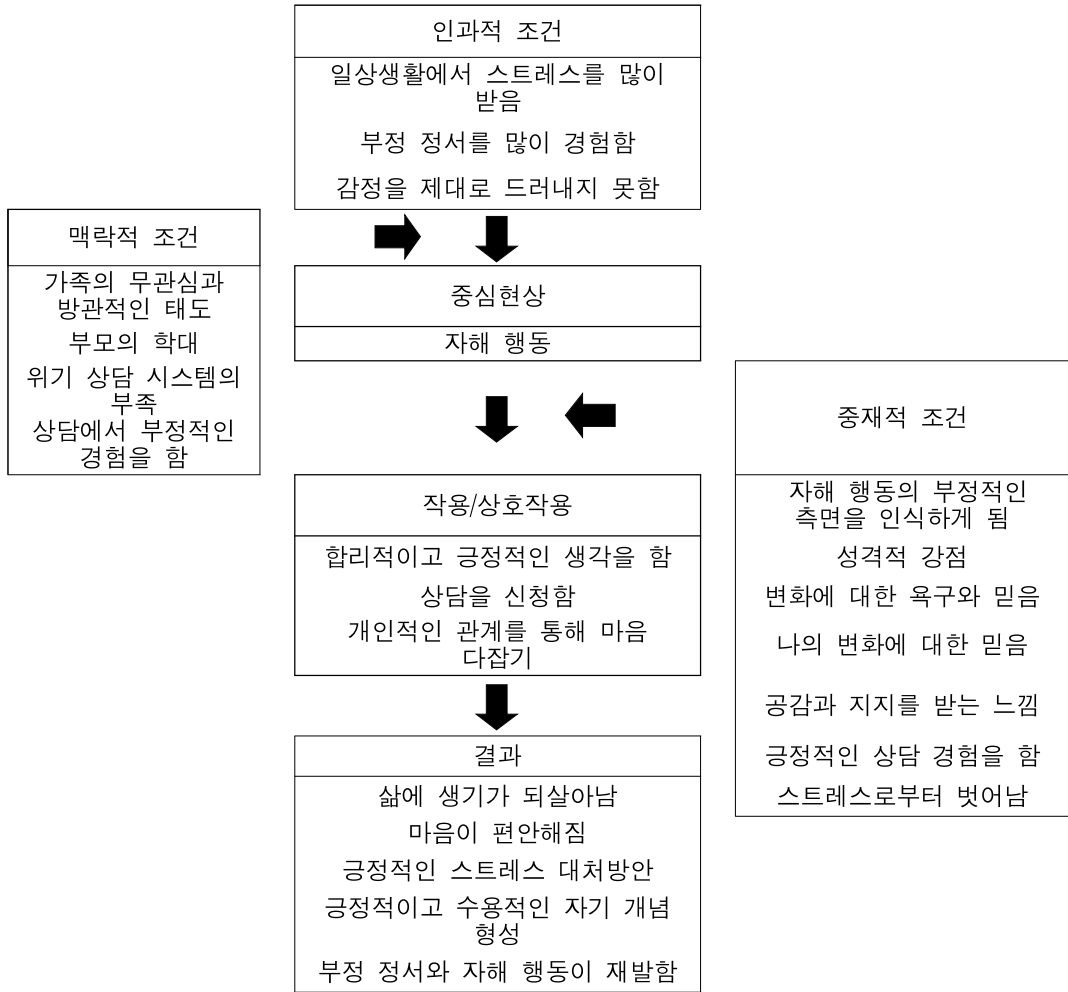 인과적 조건
일상생활에서 스트레스를 많이
받음
부정 정서를 많이 경험함
감정을 제대로 드러내지 못함
맥락적 조건
가족의 무관심과
방관적인 태도
부모의 학대
위기 상담 시스템의
부족
상담에서 부정적인
경험을 함
중심현상
자해 행동
중재적 조건
자해 행동의 부정적인
측면을 인식하게 됨
성격적 강점
변화에 대한 욕구와 믿음
나의 변화에 대한 믿음
공감과 지지를 받는 느낌
긍정적인 상담 경험을 함
스트레스로부터 벗어남
작용/상호작용
합리적이고 긍정적인 생각을 함
상담을 신청함
개인적인 관계를 통해 마음
다잡기
결과
삶에 생기가 되살아남
마음이 편안해짐
긍정적인 스트레스 대처방안
긍정적이고 수용적인 자기 개념
형성
부정 정서와 자해 행동이 재발함